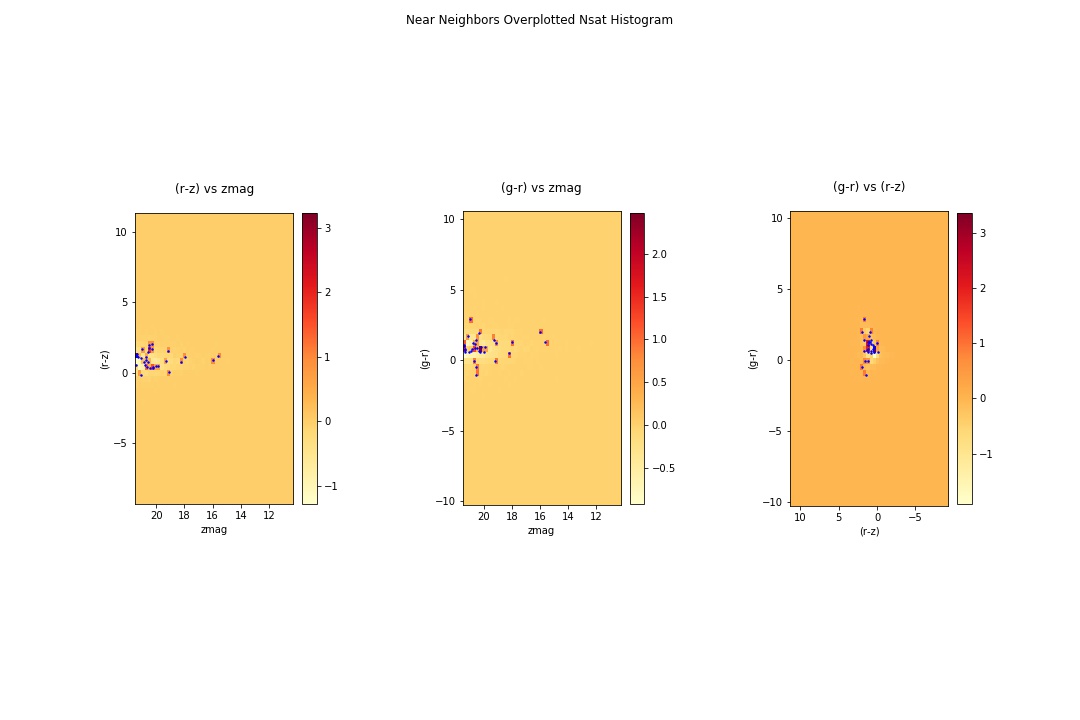 Near Neighbors Overplotted Nsat Histogram
(r-z) vs zmag
10
5
0
−5
(r-z)
20 18 16 14 12
zmag
3
2
1
0
−1
(g-r) vs zmag
10
5
0
−5
−10
(g-r)
20 18 16 14 12
zmag
2.0
1.5
1.0
0.5
0.0
−0.5
(g-r) vs (r-z)
10
5
0
−5
−10
(g-r)
10 5 0 −5
(r-z)
3
2
1
0
−1